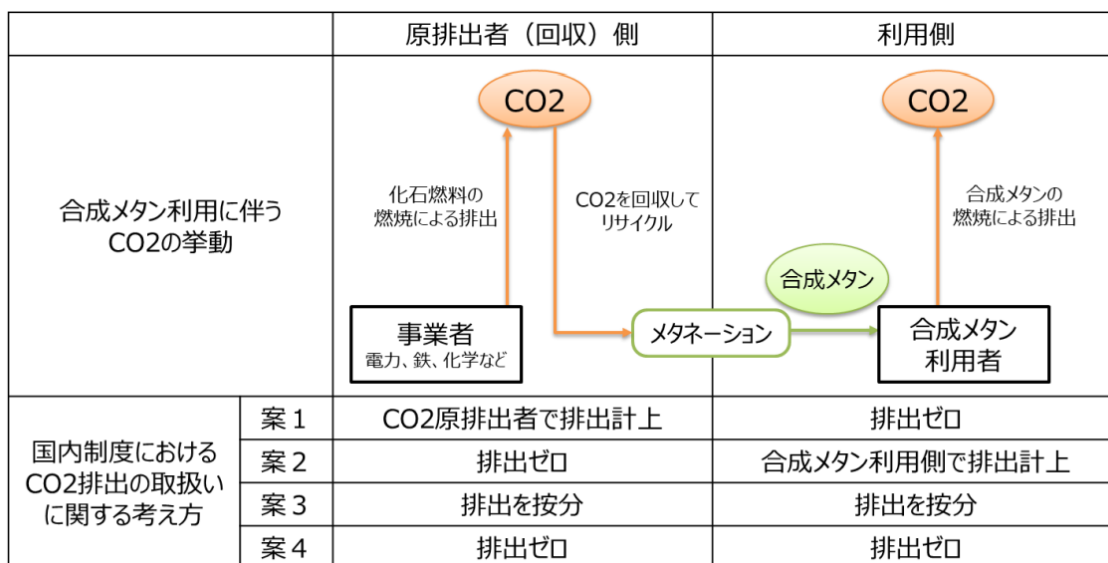 原排出者（回収）側
利用側
合成メタン利用に伴う
CO2の挙動
CO2
化石燃料の
燃焼による排出
CO2を回収して
リサイクル
事業者
電力、鉄、化学など
メタネーション
合成メタン
CO2
合成メタンの
燃焼による排出
合成メタン
利用者
国内制度における
CO2排出の取扱い
に関する考え方
案１
CO2原排出者で排出計上
排出ゼロ
案２
排出ゼロ
合成メタン利用側で排出計上
案３
排出を按分
排出を按分
案４
排出ゼロ
排出ゼロ